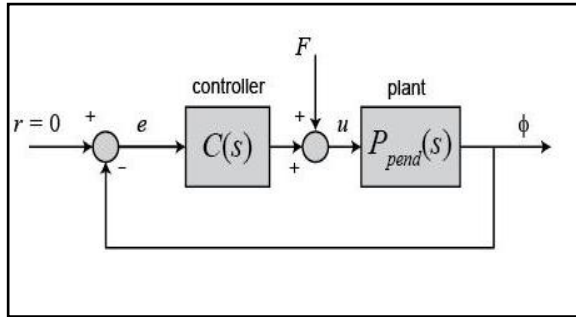 F
controller
plant
r = 0
+
e
C(s)
+
+
u
P_pend(s)
ϕ
−